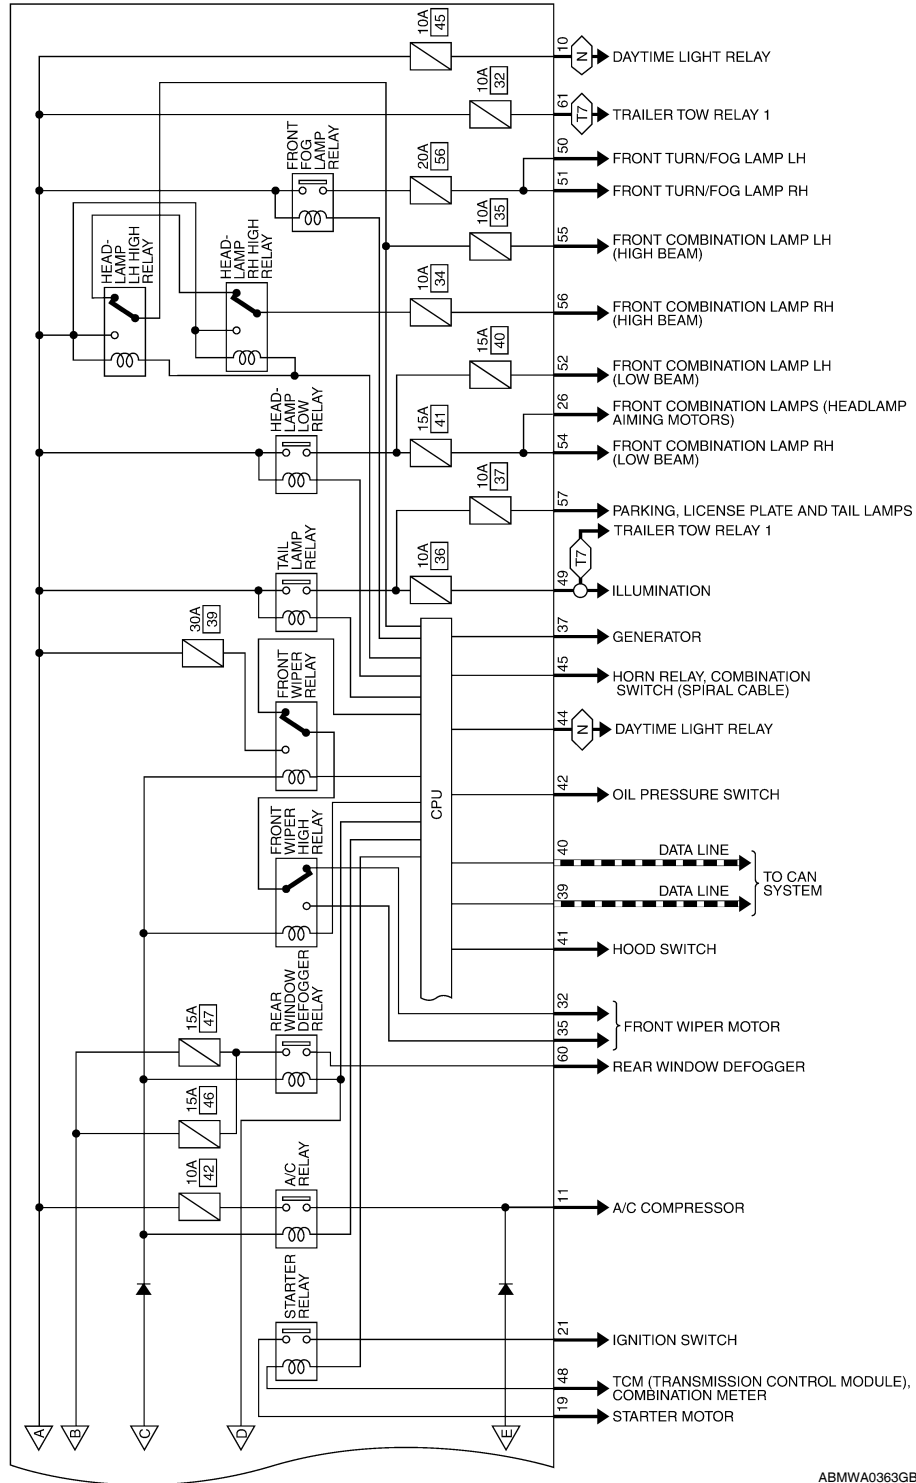 10A
45
10
N
DAYTIME LIGHT RELAY
10A
32
61
T7
TRAILER TOW RELAY 1
50
FRONT TURN/FOG LAMP LH
FRONT
FOG
LAMP
RELAY
20A
56
51
FRONT TURN/FOG LAMP RH
10A
35
55
FRONT COMBINATION LAMP LH
(HIGH BEAM)
HEAD-
LAMP
LH HIGH
RELAY
HEAD-
LAMP
RH HIGH
RELAY
10A
34
56
FRONT COMBINATION LAMP RH
(HIGH BEAM)
15A
40
52
FRONT COMBINATION LAMP LH
(LOW BEAM)
HEAD-
LAMP
LOW
RELAY
15A
41
26
FRONT COMBINATION LAMPS (HEADLAMP
AIMING MOTORS)
54
FRONT COMBINATION LAMP RH
(LOW BEAM)
10A
37
57
PARKING, LICENSE PLATE AND TAIL LAMPS
TRAILER TOW RELAY 1
T7
TAIL
LAMP
RELAY
10A
36
49
ILLUMINATION
30A
39
37
GENERATOR
FRONT
WIPER
RELAY
45
HORN RELAY, COMBINATION
SWITCH (SPIRAL CABLE)
44
N
DAYTIME LIGHT RELAY
CPU
42
OIL PRESSURE SWITCH
FRONT
WIPER
HIGH
RELAY
40
DATA LINE
39
DATA LINE
TO CAN
SYSTEM
41
HOOD SWITCH
REAR
WINDOW
DEFOGGER
RELAY
32
35
FRONT WIPER MOTOR
15A
47
60
REAR WINDOW DEFOGGER
15A
46
10A
42
A/C
RELAY
11
A/C COMPRESSOR
STARTER
RELAY
21
IGNITION SWITCH
48
TCM (TRANSMISSION CONTROL MODULE),
COMBINATION METER
19
STARTER MOTOR
A
B
C
D
E
ABMWA0363GB